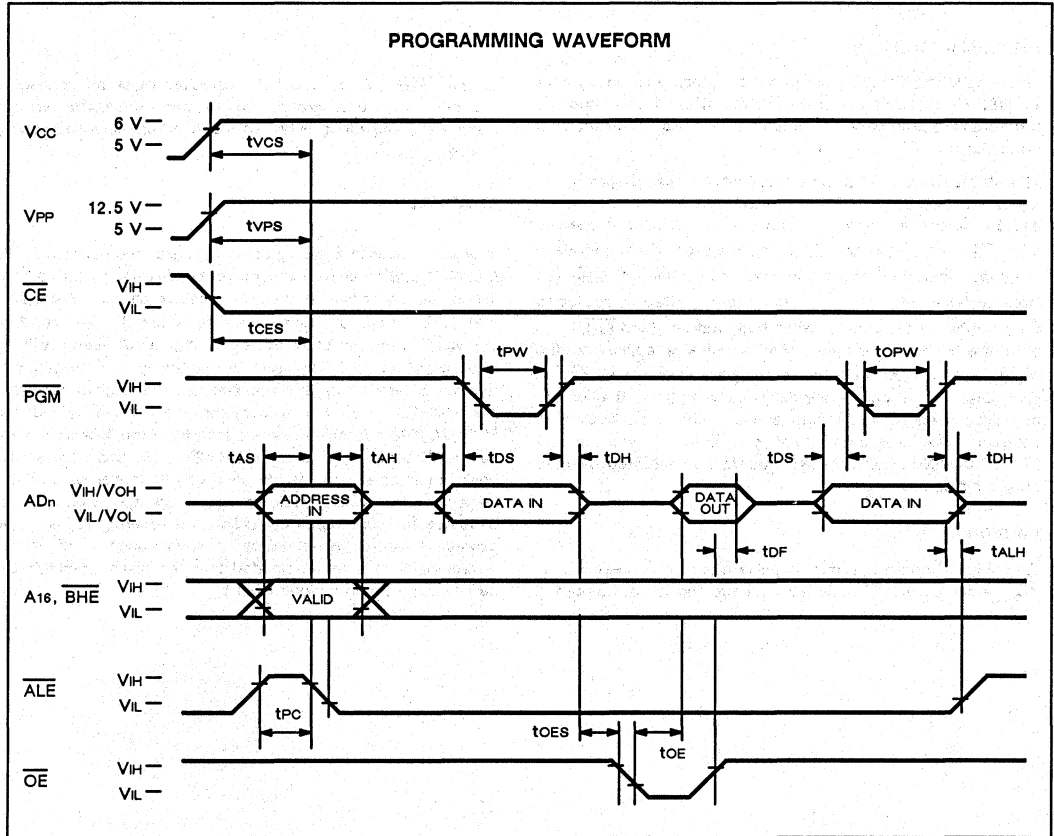 PROGRAMMING WAVEFORM
VCC 6 V
5 V
tVCS
VPP 12.5 V
5 V
tVPS
CE VIH
VIL
tCES
PGM VIH
VIL
tPW tOPW
tAS tAH tDS tDH tDS tDH
ADn VIH/VOH
VIL/VOL
ADDRESS IN
DATA IN
DATA OUT
DATA IN
tDF tALH
A16, BHE VIH
VIL
VALID
ALE VIH
VIL
tPC
tOES tOE
OE VIH
VIL